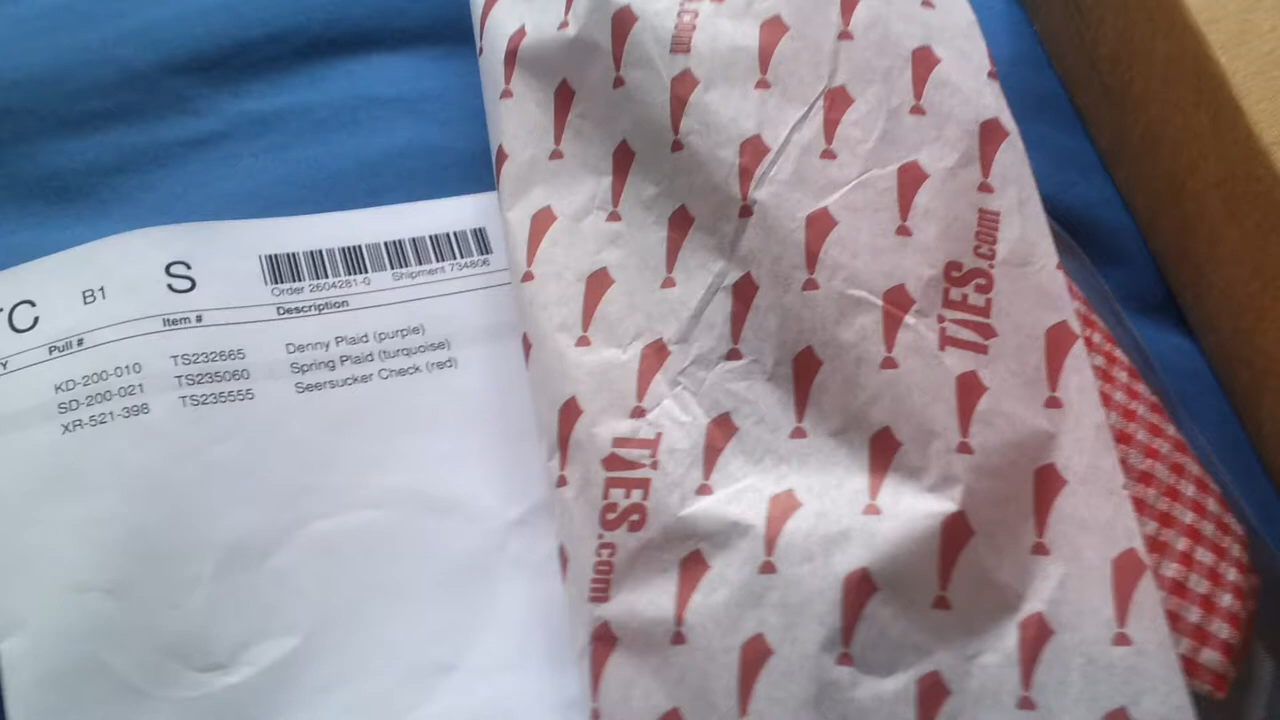 TC B1 S
Order 2604281-0 Shipment 734806
Y Pull # Item # Description
KD-200-010 TS232665 Denny Plaid (purple)
SD-200-021 TS235060 Spring Plaid (turquoise)
XR-521-398 TS235555 Seersucker Check (red)
.com
TIES.com
TIES.com